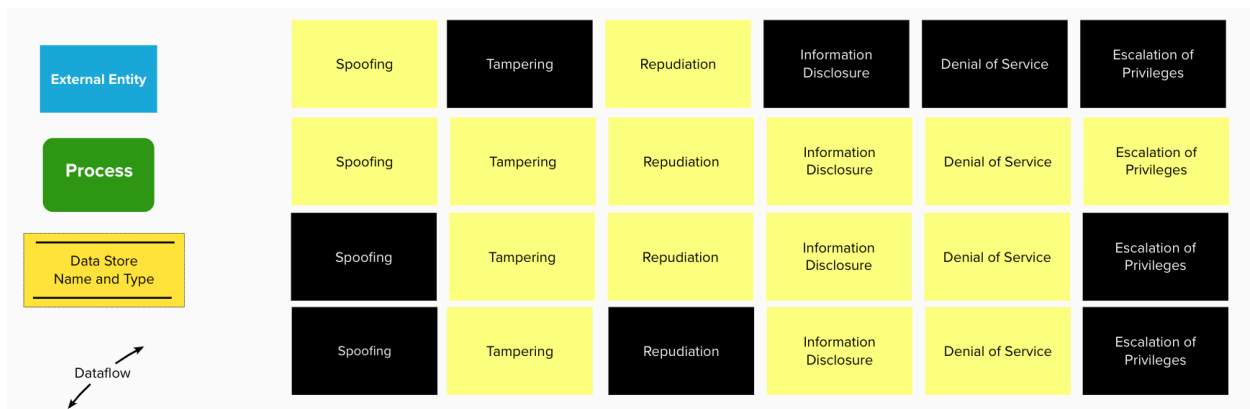 External Entity
Spoofing
Tampering
Repudiation
Information
Disclosure
Denial of Service
Escalation of
Privileges
Process
Spoofing
Tampering
Repudiation
Information
Disclosure
Denial of Service
Escalation of
Privileges
Data Store
Name and Type
Spoofing
Tampering
Repudiation
Information
Disclosure
Denial of Service
Escalation of
Privileges
Dataflow
Spoofing
Tampering
Repudiation
Information
Disclosure
Denial of Service
Escalation of
Privileges